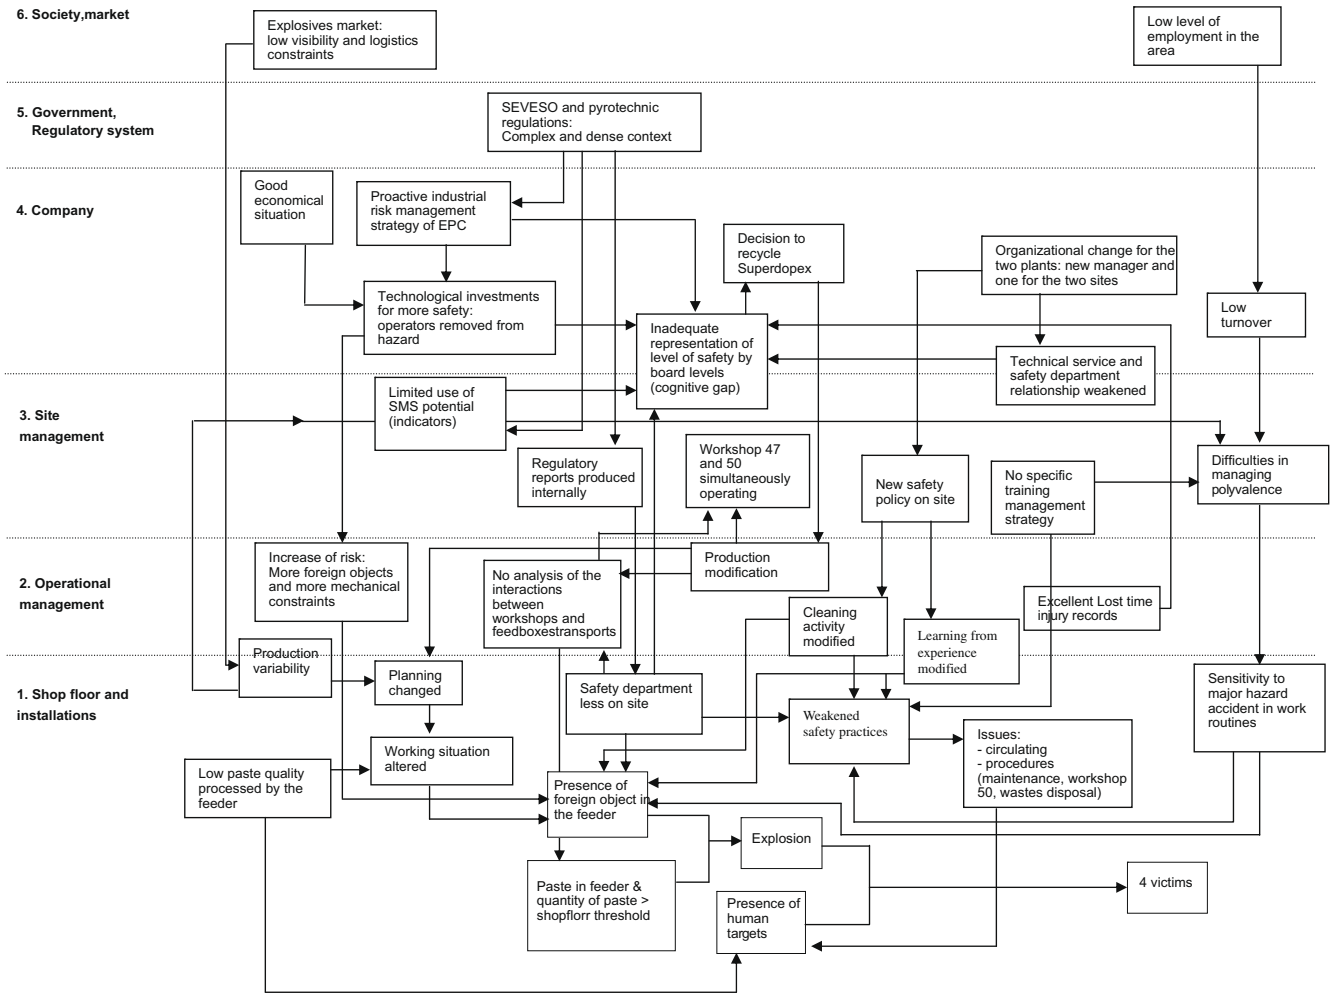 6. Society,market
Explosives market:
low visibility and logistics
constraints
Low level of
employment in the
area
5. Government,
Regulatory system
SEVESO and pyrotechnic
regulations:
Complex and dense context
4. Company
Good
economical
situation
Proactive industrial
risk management
strategy of EPC
Decision to
recycle
Superdopex
Organizational change for the
two plants: new manager and
one for the two sites
Technological investments
for more safety:
operators removed from
hazard
Inadequate
representation of
level of safety by
board levels
(cognitive gap)
Low
turnover
Technical service and
safety department
relationship weakened
3. Site
management
Limited use of
SMS potential
(indicators)
Regulatory
reports produced
internally
Workshop 47
and 50
simultaneously
operating
New safety
policy on site
No specific
training
management
strategy
Difficulties in
managing
polyvalence
2. Operational
management
Increase of risk:
More foreign objects
and more mechanical
constraints
No analysis of the
interactions
between
workshops and
feedboxestransports
Production
modification
Cleaning
activity
modified
Learning from
experience
modified
Excellent Lost time
injury records
1. Shop floor and
installations
Production
variability
Planning
changed
Safety department
less on site
Weakened
safety practices
Issues:
- circulating
- procedures
(maintenance, workshop
50, wastes disposal)
Sensitivity to
major hazard
accident in work
routines
Working situation
altered
Low paste quality
processed by the
feeder
Presence of
foreign object in
the feeder
Explosion
Paste in feeder &
quantity of paste >
shopflorr threshold
Presence of
human
targets
4 victims